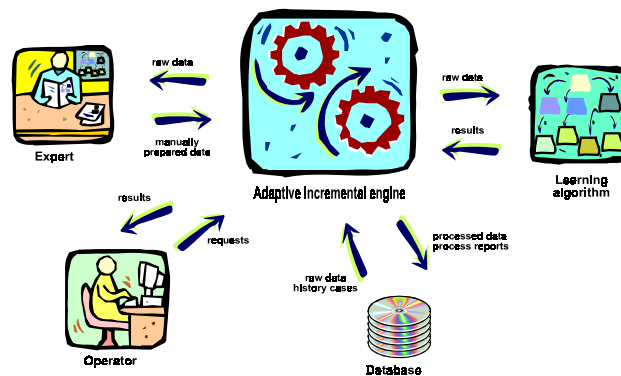 raw data
raw data
results
manually
prepared data
Expert
Adaptive Incremental engine
Learning
algorithm
results
requests
processed data
process reports
raw data
history cases
Operator
Database